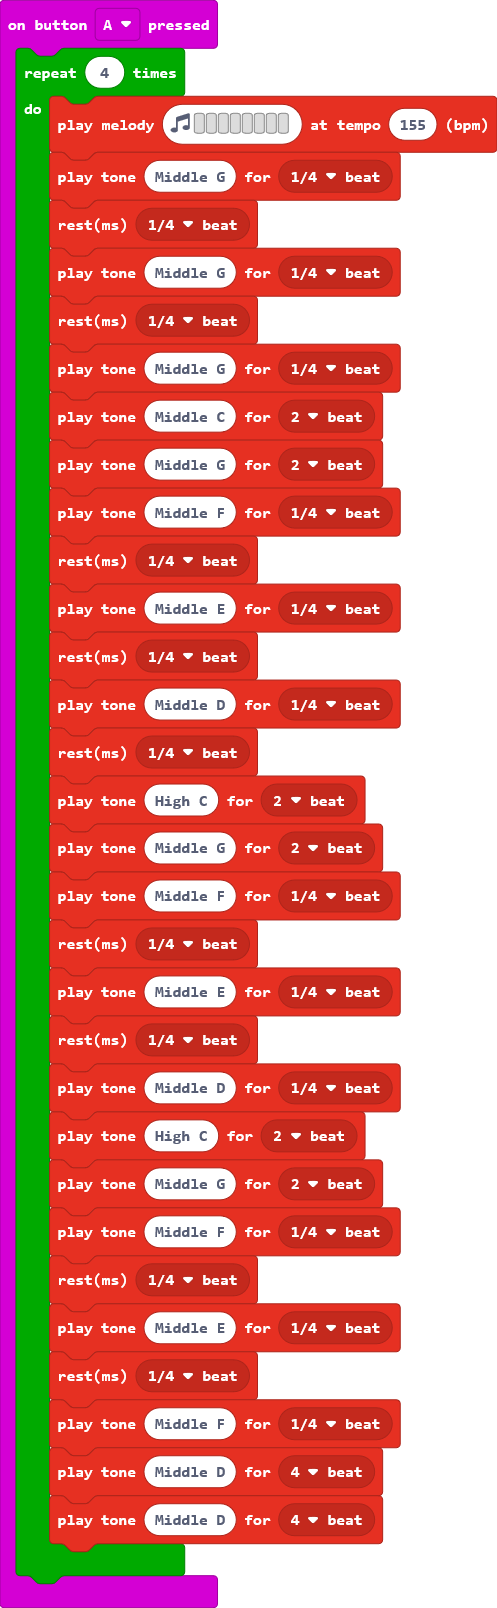 on button A pressed
repeat 4 times
do
play melody at tempo 155 (bpm)
play tone Middle G for 1/4 beat
rest(ms) 1/4 beat
play tone Middle G for 1/4 beat
rest(ms) 1/4 beat
play tone Middle G for 1/4 beat
play tone Middle C for 2 beat
play tone Middle G for 2 beat
play tone Middle F for 1/4 beat
rest(ms) 1/4 beat
play tone Middle E for 1/4 beat
rest(ms) 1/4 beat
play tone Middle D for 1/4 beat
rest(ms) 1/4 beat
play tone High C for 2 beat
play tone Middle G for 2 beat
play tone Middle F for 1/4 beat
rest(ms) 1/4 beat
play tone Middle E for 1/4 beat
rest(ms) 1/4 beat
play tone Middle D for 1/4 beat
play tone High C for 2 beat
play tone Middle G for 2 beat
play tone Middle F for 1/4 beat
rest(ms) 1/4 beat
play tone Middle E for 1/4 beat
rest(ms) 1/4 beat
play tone Middle F for 1/4 beat
play tone Middle D for 4 beat
play tone Middle D for 4 beat